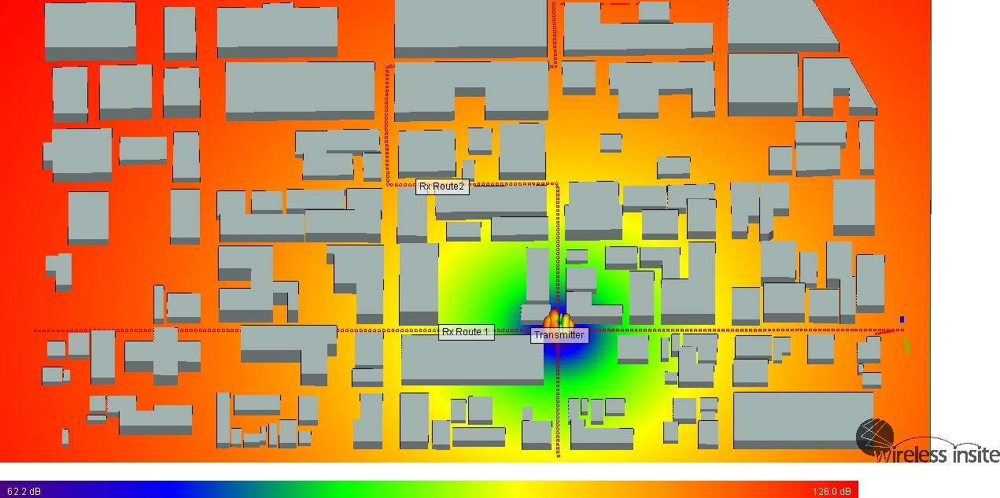 Rx Route2
Rx Route 1
Transmitter
Wireless insite
62.2 dB
126.0 dB